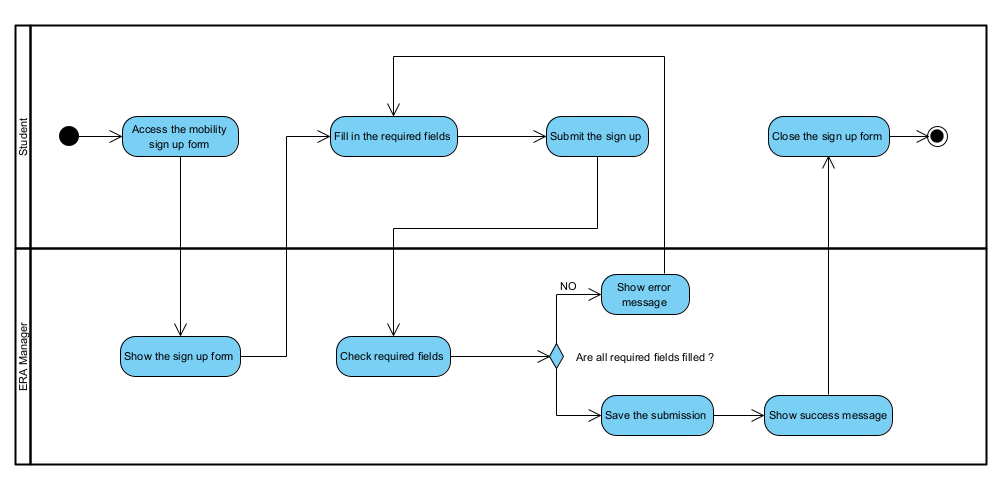 Student
Access the mobility
sign up form
Fill in the required fields
Submit the sign up
Close the sign up form
ERA Manager
Show the sign up form
Check required fields
NO
Show error
message
Are all required fields filled ?
Save the submission
Show success message